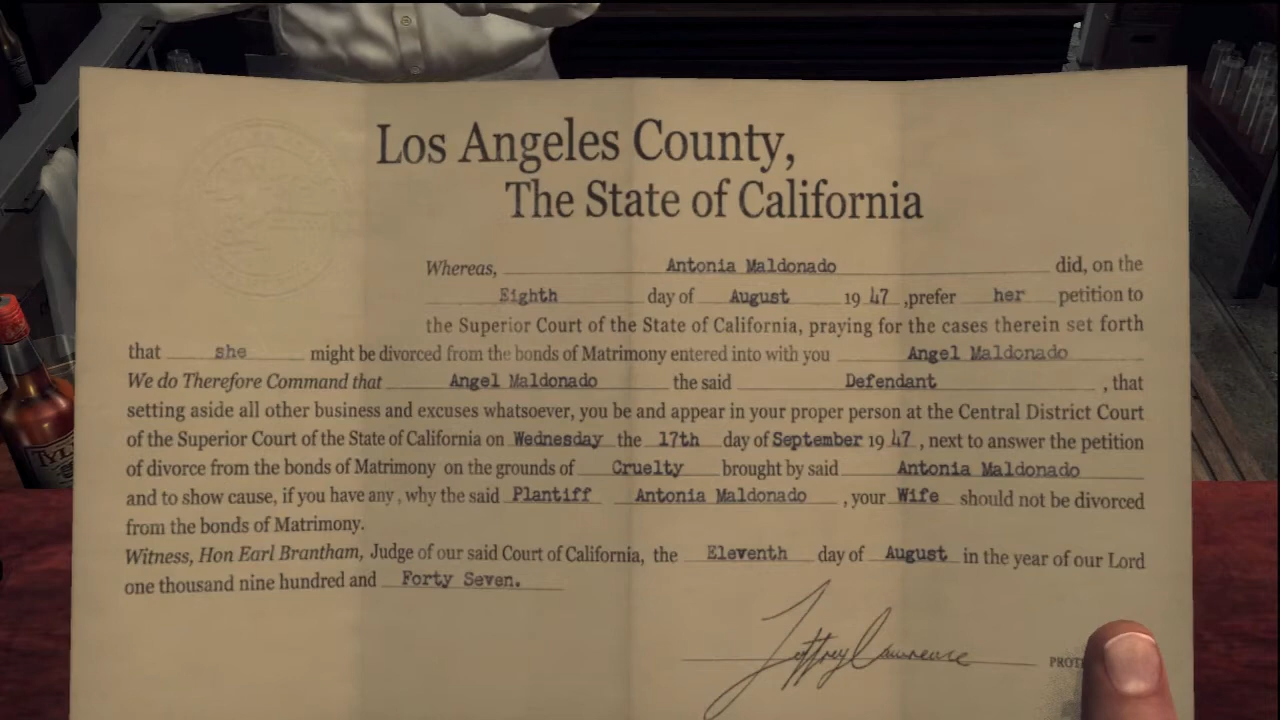 Los Angeles County,
The State of California
Whereas, Antonia Maldonado did, on the
Eighth day of August 19 47 ,prefer her petition to
the Superior Court of the State of California, praying for the cases therein set forth
that she might be divorced from the bonds of Matrimony entered into with you Angel Maldonado
We do Therefore Command that Angel Maldonado the said Defendant , that
setting aside all other business and excuses whatsoever, you be and appear in your proper person at the Central District Court
of the Superior Court of the State of California on Wednesday the 17th day of September 19 47 , next to answer the petition
of divorce from the bonds of Matrimony on the grounds of Cruelty brought by said Antonia Maldonado
and to show cause, if you have any , why the said Plantiff Antonia Maldonado , your Wife should not be divorced
from the bonds of Matrimony.
Witness, Hon Earl Brantham, Judge of our said Court of California, the Eleventh day of August in the year of our Lord
one thousand nine hundred and Forty Seven.
Jeffrey Lawrence